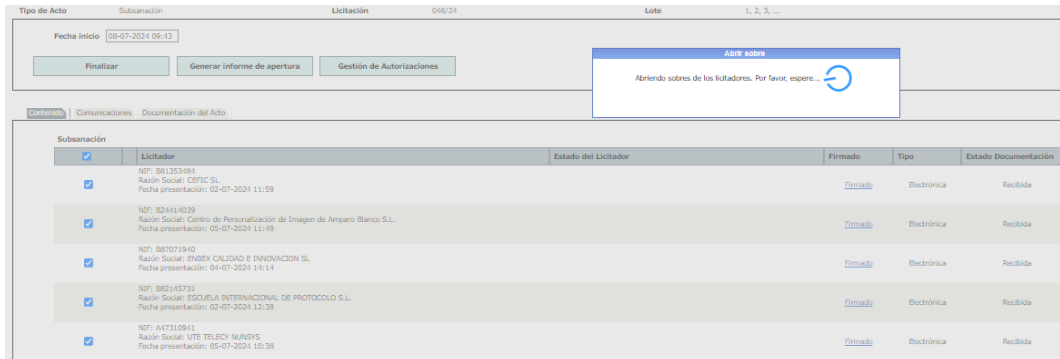 Tipo de Acto Subsanación Licitación 046/24 Lote 1, 2, 3, ...
Fecha inicio 08-07-2024 09:43
Abrir sobre
Abriendo sobres de los licitadores. Por favor, espere,...
Finalizar Generar informe de apertura Gestión de Autorizaciones
Contenido Comunicaciones Documentación del Acto
Subsanación
Licitador Estado del Licitador Firmado Tipo Estado Documentación
NIF: B81353484
Razón Social: CEFIC SL
Fecha presentación: 02-07-2024 11:59
Firmado Electrónica Recibida
NIF: B24414039
Razón Social: Centro de Personalización de Imagen de Amparo Blanco S.L.
Fecha presentación: 05-07-2024 11:49
Firmado Electrónica Recibida
NIF: B87071940
Razón Social: ENBEX CALIDAD E INNOVACION SL
Fecha presentación: 04-07-2024 14:14
Firmado Electrónica Recibida
NIF: B82145731
Razón Social: ESCUELA INTERNACIONAL DE PROTOCOLO S.L.
Fecha presentación: 02-07-2024 12:38
Firmado Electrónica Recibida
NIF: A47310941
Razón Social: UTE TELECY NUNSYS
Fecha presentación: 05-07-2024 10:38
Firmado Electrónica Recibida